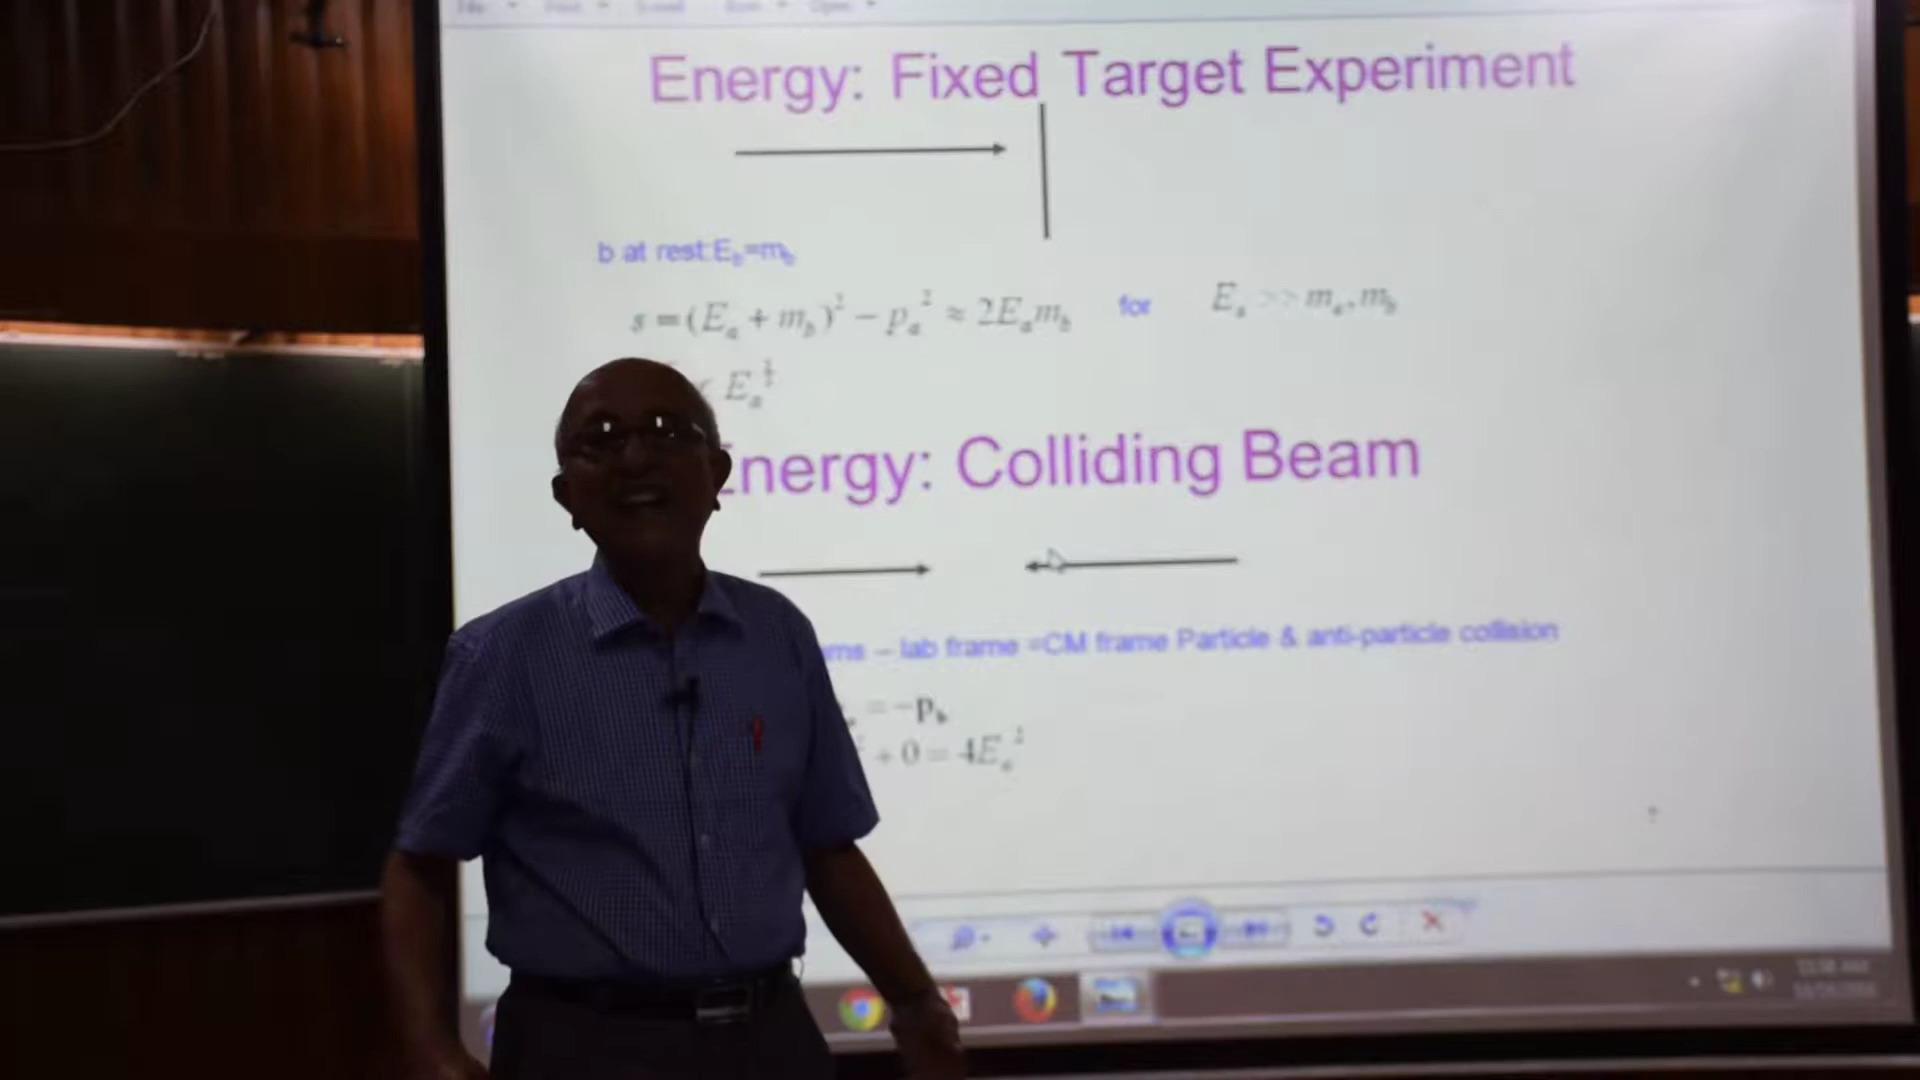 Energy: Fixed Target Experiment
b at rest:E_b=m_b
s = (E_a + m_b)^2 − p_a^2 ≈ 2E_a m_b for E_a >> m_a, m_b
E_a^{1/2}
Energy: Colliding Beam
– lab frame =CM frame Particle & anti-particle collision
= −p_b
+ 0 = 4E_a^2